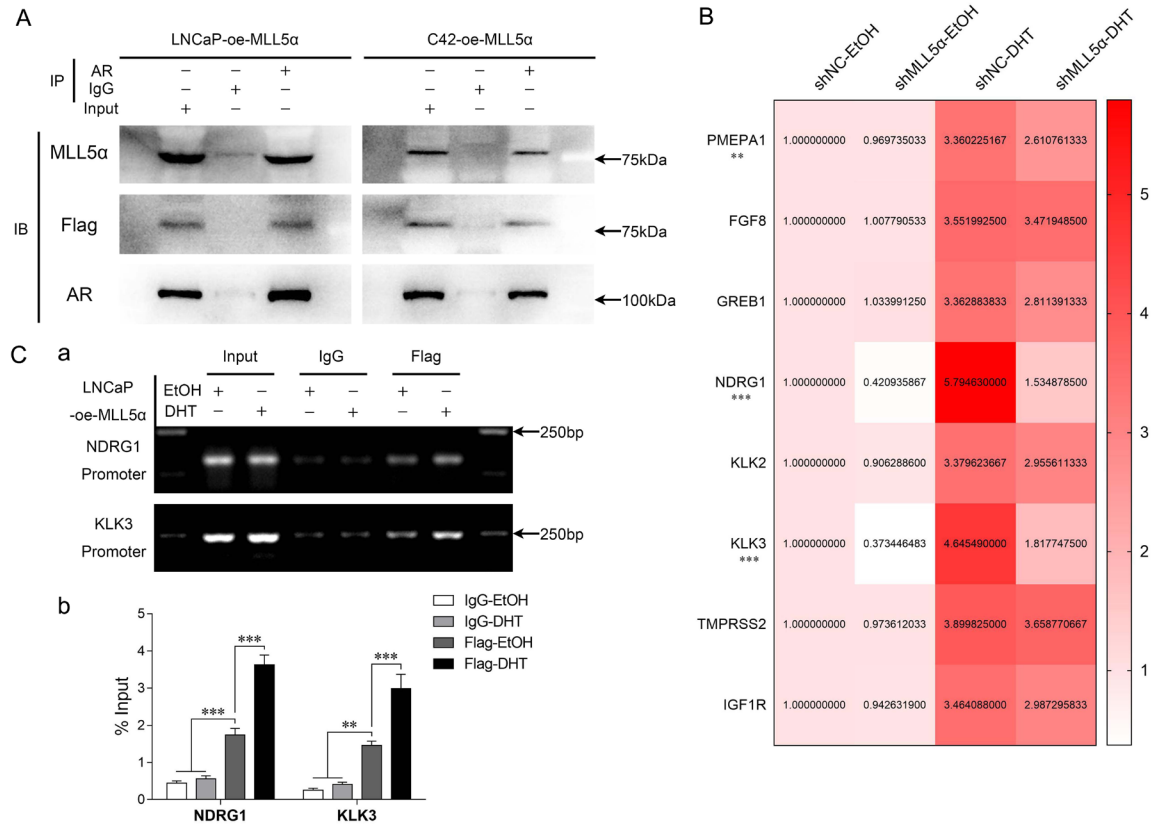 A
LNCaP-oe-MLL5α C42-oe-MLL5α
IP AR – – + – – +
IgG – + – – + –
Input + – – + – –
IB
MLL5α 75kDa
Flag 75kDa
AR 100kDa
B
shNC-EtOH shMLL5α-EtOH shNC-DHT shMLL5α-DHT
PMEPA1 1.000000000 0.969735033 3.360225167 2.610761333
**
FGF8 1.000000000 1.007790533 3.551992500 3.471948500
GREB1 1.000000000 1.033991250 3.362883833 2.811391333
NDRG1 1.000000000 0.420935867 5.794630000 1.534878500
***
KLK2 1.000000000 0.906288600 3.379623667 2.955611333
KLK3 1.000000000 0.373446483 4.645490000 1.817747500
***
TMPRSS2 1.000000000 0.973612033 3.899825000 3.658770667
IGF1R 1.000000000 0.942631900 3.464088000 2.987295833
5
4
3
2
1
C a
Input IgG Flag
LNCaP EtOH + – + – + –
-oe-MLL5α DHT – + – + – +
NDRG1
Promoter
250bp
KLK3
Promoter
250bp
b
IgG-EtOH
IgG-DHT
Flag-EtOH
Flag-DHT
% Input
5
4
3
2
1
0
*** *** ** ***
NDRG1 KLK3